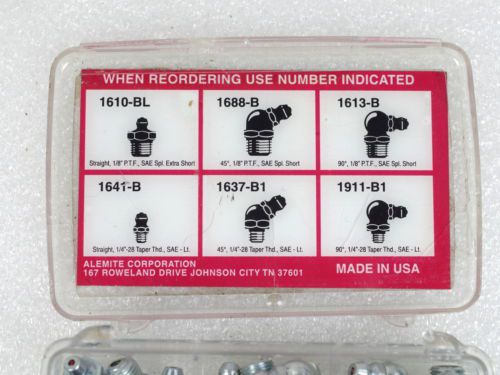 WHEN REORDERING USE NUMBER INDICATED
1610-BL
Straight, 1/8" P.T.F., SAE Spl. Extra Short
1688-B
45°, 1/8" P.T.F., SAE Spl. Short
1613-B
90°, 1/8" P.T.F., SAE Spl. Short
1641-B
Straight, 1/4"-28 Taper Thd., SAE - Lt.
1637-B1
45°, 1/4"-28 Taper Thd., SAE - Lt.
1911-B1
90°, 1/4"-28 Taper Thd., SAE - Lt.
ALEMITE CORPORATION
167 ROWELAND DRIVE JOHNSON CITY TN 37601
MADE IN USA